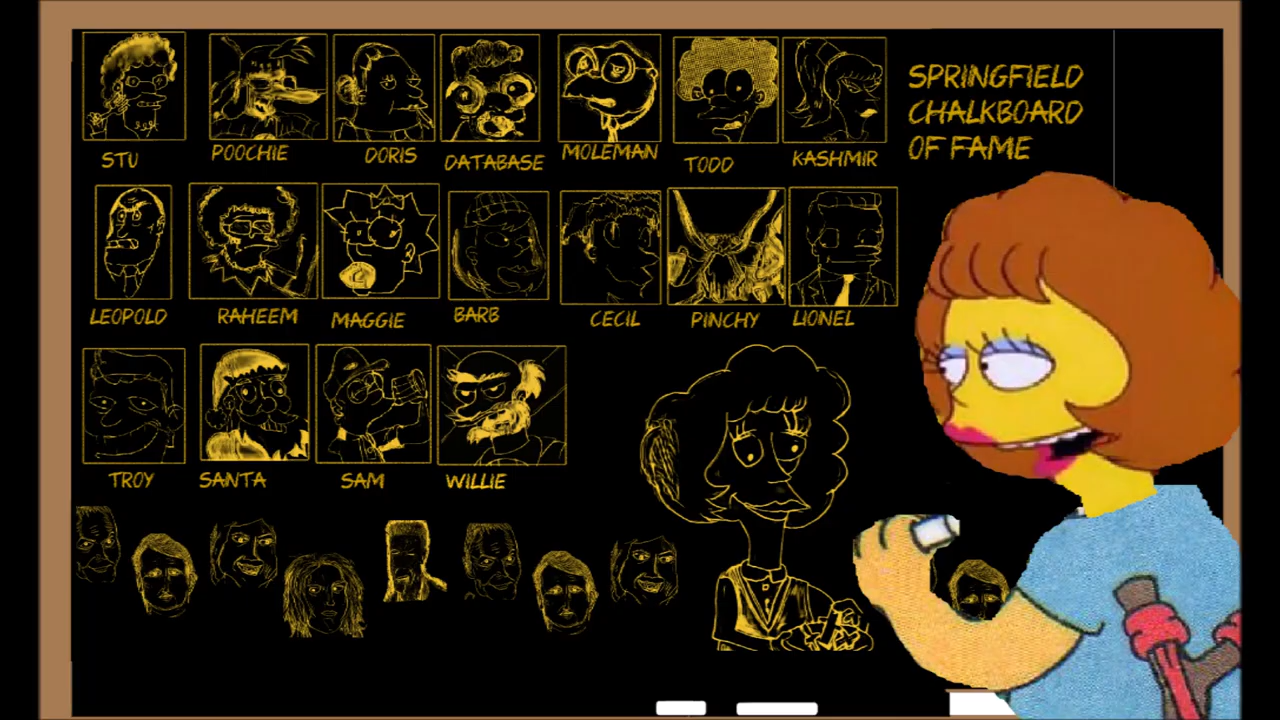 SPRINGFIELD
CHALKBOARD
OF FAME
STU POOCHIE DORIS DATABASE MOLEMAN TODD KASHMIR
LEOPOLD RAHEEM MAGGIE BARB CECIL PINCHY LIONEL
TROY SANTA SAM WILLIE